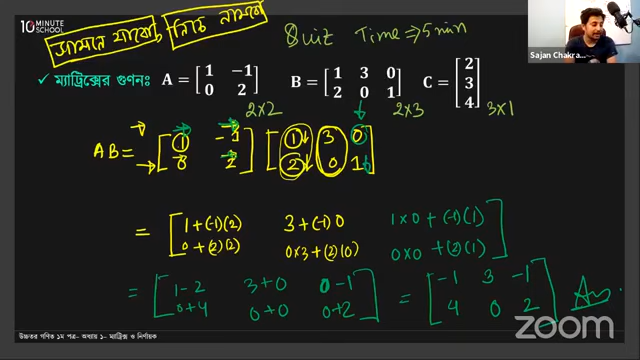 10 MINUTE SCHOOL
সামনে যাবো, নিচে নামবো
Quiz Time ⇒ 5 min
Sajan Chakra...
❖ ম্যাট্রিক্সের গুণনঃ A = [1 -1; 0 2] B = [1 3 0; 2 0 1] C = [2; 3; 4]
2×2 2×3 3×1
AB = [1 -1; 0 2] [1 3 0; 2 0 1]
= [1+(-1)(2) 3+(-1)0 1×0+(-1)(1); 0+(2)(2) 0×3+(2)(0) 0×0+(2)(1)]
= [1-2 3+0 0-1; 0+4 0+0 0+2] = [-1 3 -1; 4 0 2] Ans
উচ্চতর গণিত ১ম পত্র- অধ্যায় ১- ম্যাট্রিক্স ও নির্ণায়ক
zoom